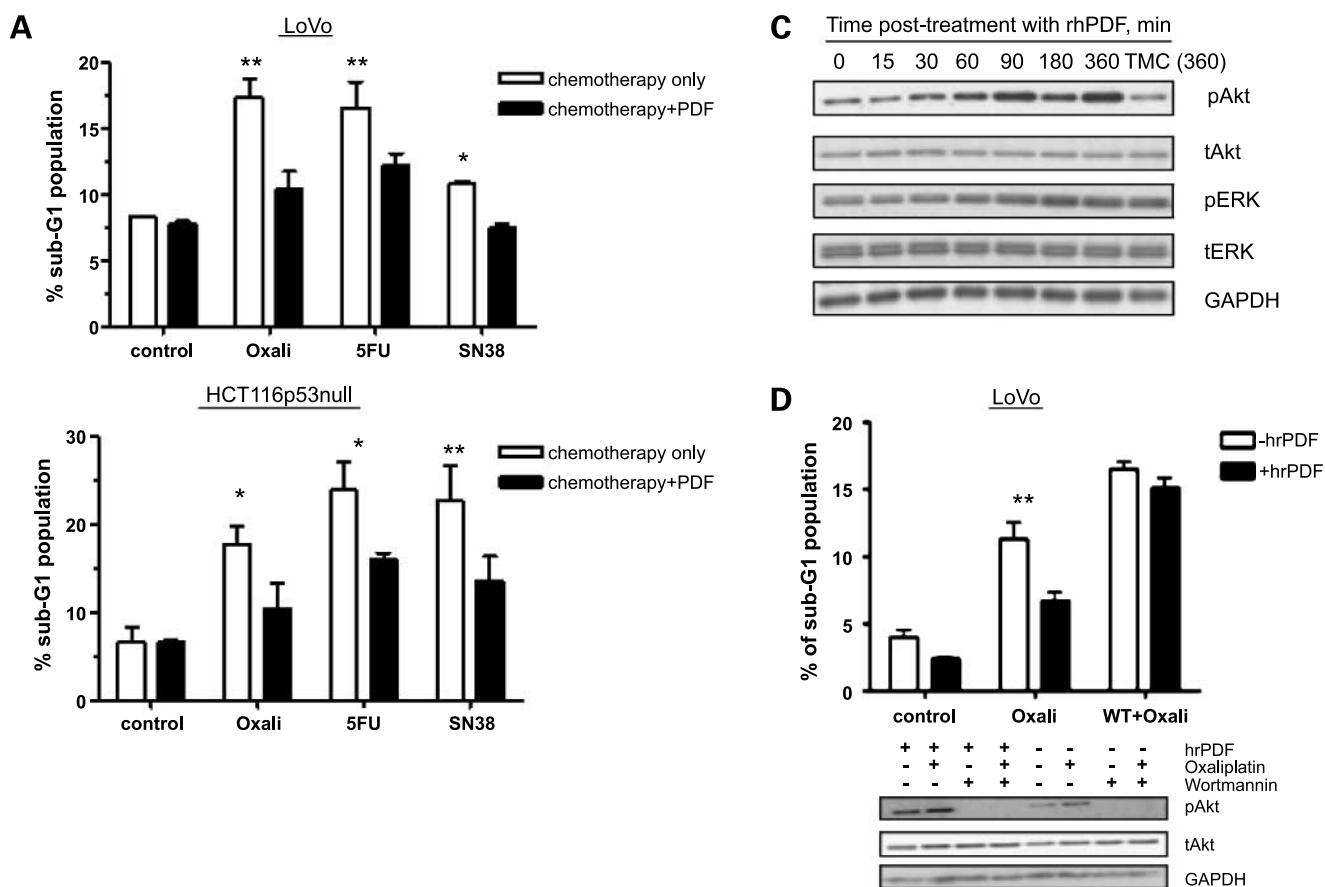 A
LoVo
% sub-G1 population
20
15
10
5
0
** ** *
chemotherapy only
chemotherapy+PDF
control Oxali 5FU SN38
HCT116p53null
% sub-G1 population
30
20
10
0
* * **
chemotherapy only
chemotherapy+PDF
control Oxali 5FU SN38
C
Time post-treatment with rhPDF, min
0 15 30 60 90 180 360 TMC (360)
pAkt
tAkt
pERK
tERK
GAPDH
D
LoVo
% of sub-G1 population
20
15
10
5
0
**
-hrPDF
+hrPDF
control Oxali WT+Oxali
+ + + + - - - - hrPDF
- + - + - + - + Oxaliplatin
- - + + - - + + Wortmannin
pAkt
tAkt
GAPDH